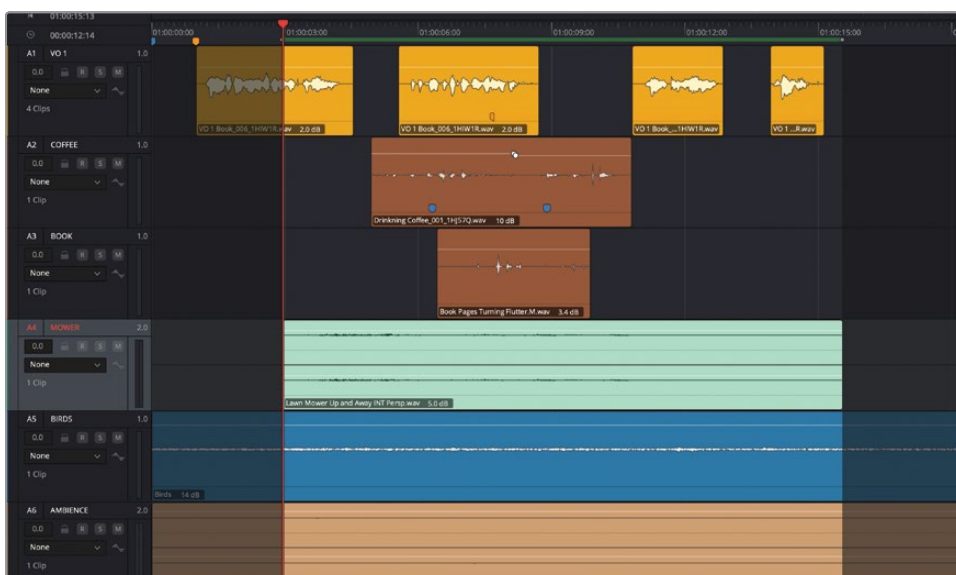 01:00:15:13
00:00:12:14
01:00:00:00 01:00:03:00 01:00:06:00 01:00:09:00 01:00:12:00 01:00:15:00
A1 VO 1 1.0
0.0 R S M
None
4 Clips
VO 1 Book_006_1HIW1R.wav 2.0 dB
VO 1 Book_006_1HIW1R.wav 2.0 dB
VO 1 Book_...1HIW1R.wav
VO 1 ...R.wav
A2 COFFEE 1.0
0.0 R S M
None
1 Clip
Drinkning Coffee_001_1HJ57Q.wav 10 dB
A3 BOOK 1.0
0.0 R S M
None
1 Clip
Book Pages Turning Flutter.M.wav 3.4 dB
A4 MOWER 2.0
0.0 R S M
None
1 Clip
Lawn Mower Up and Away INT Persp.wav 5.0 dB
A5 BIRDS 1.0
0.0 R S M
None
1 Clip
Birds 14 dB
A6 AMBIENCE 2.0
0.0 R S M
None
1 Clip